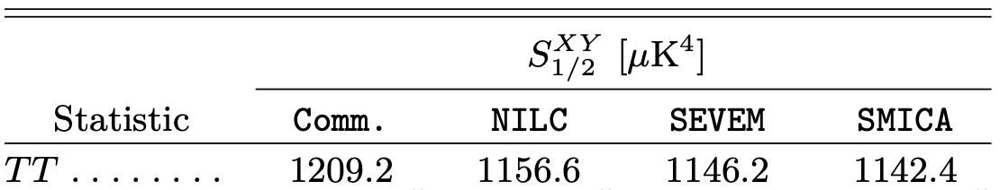 S_{1/2}^{XY} [μK^4]
Statistic Comm. NILC SEVEM SMICA
TT . . . . . . . . 1209.2 1156.6 1146.2 1142.4